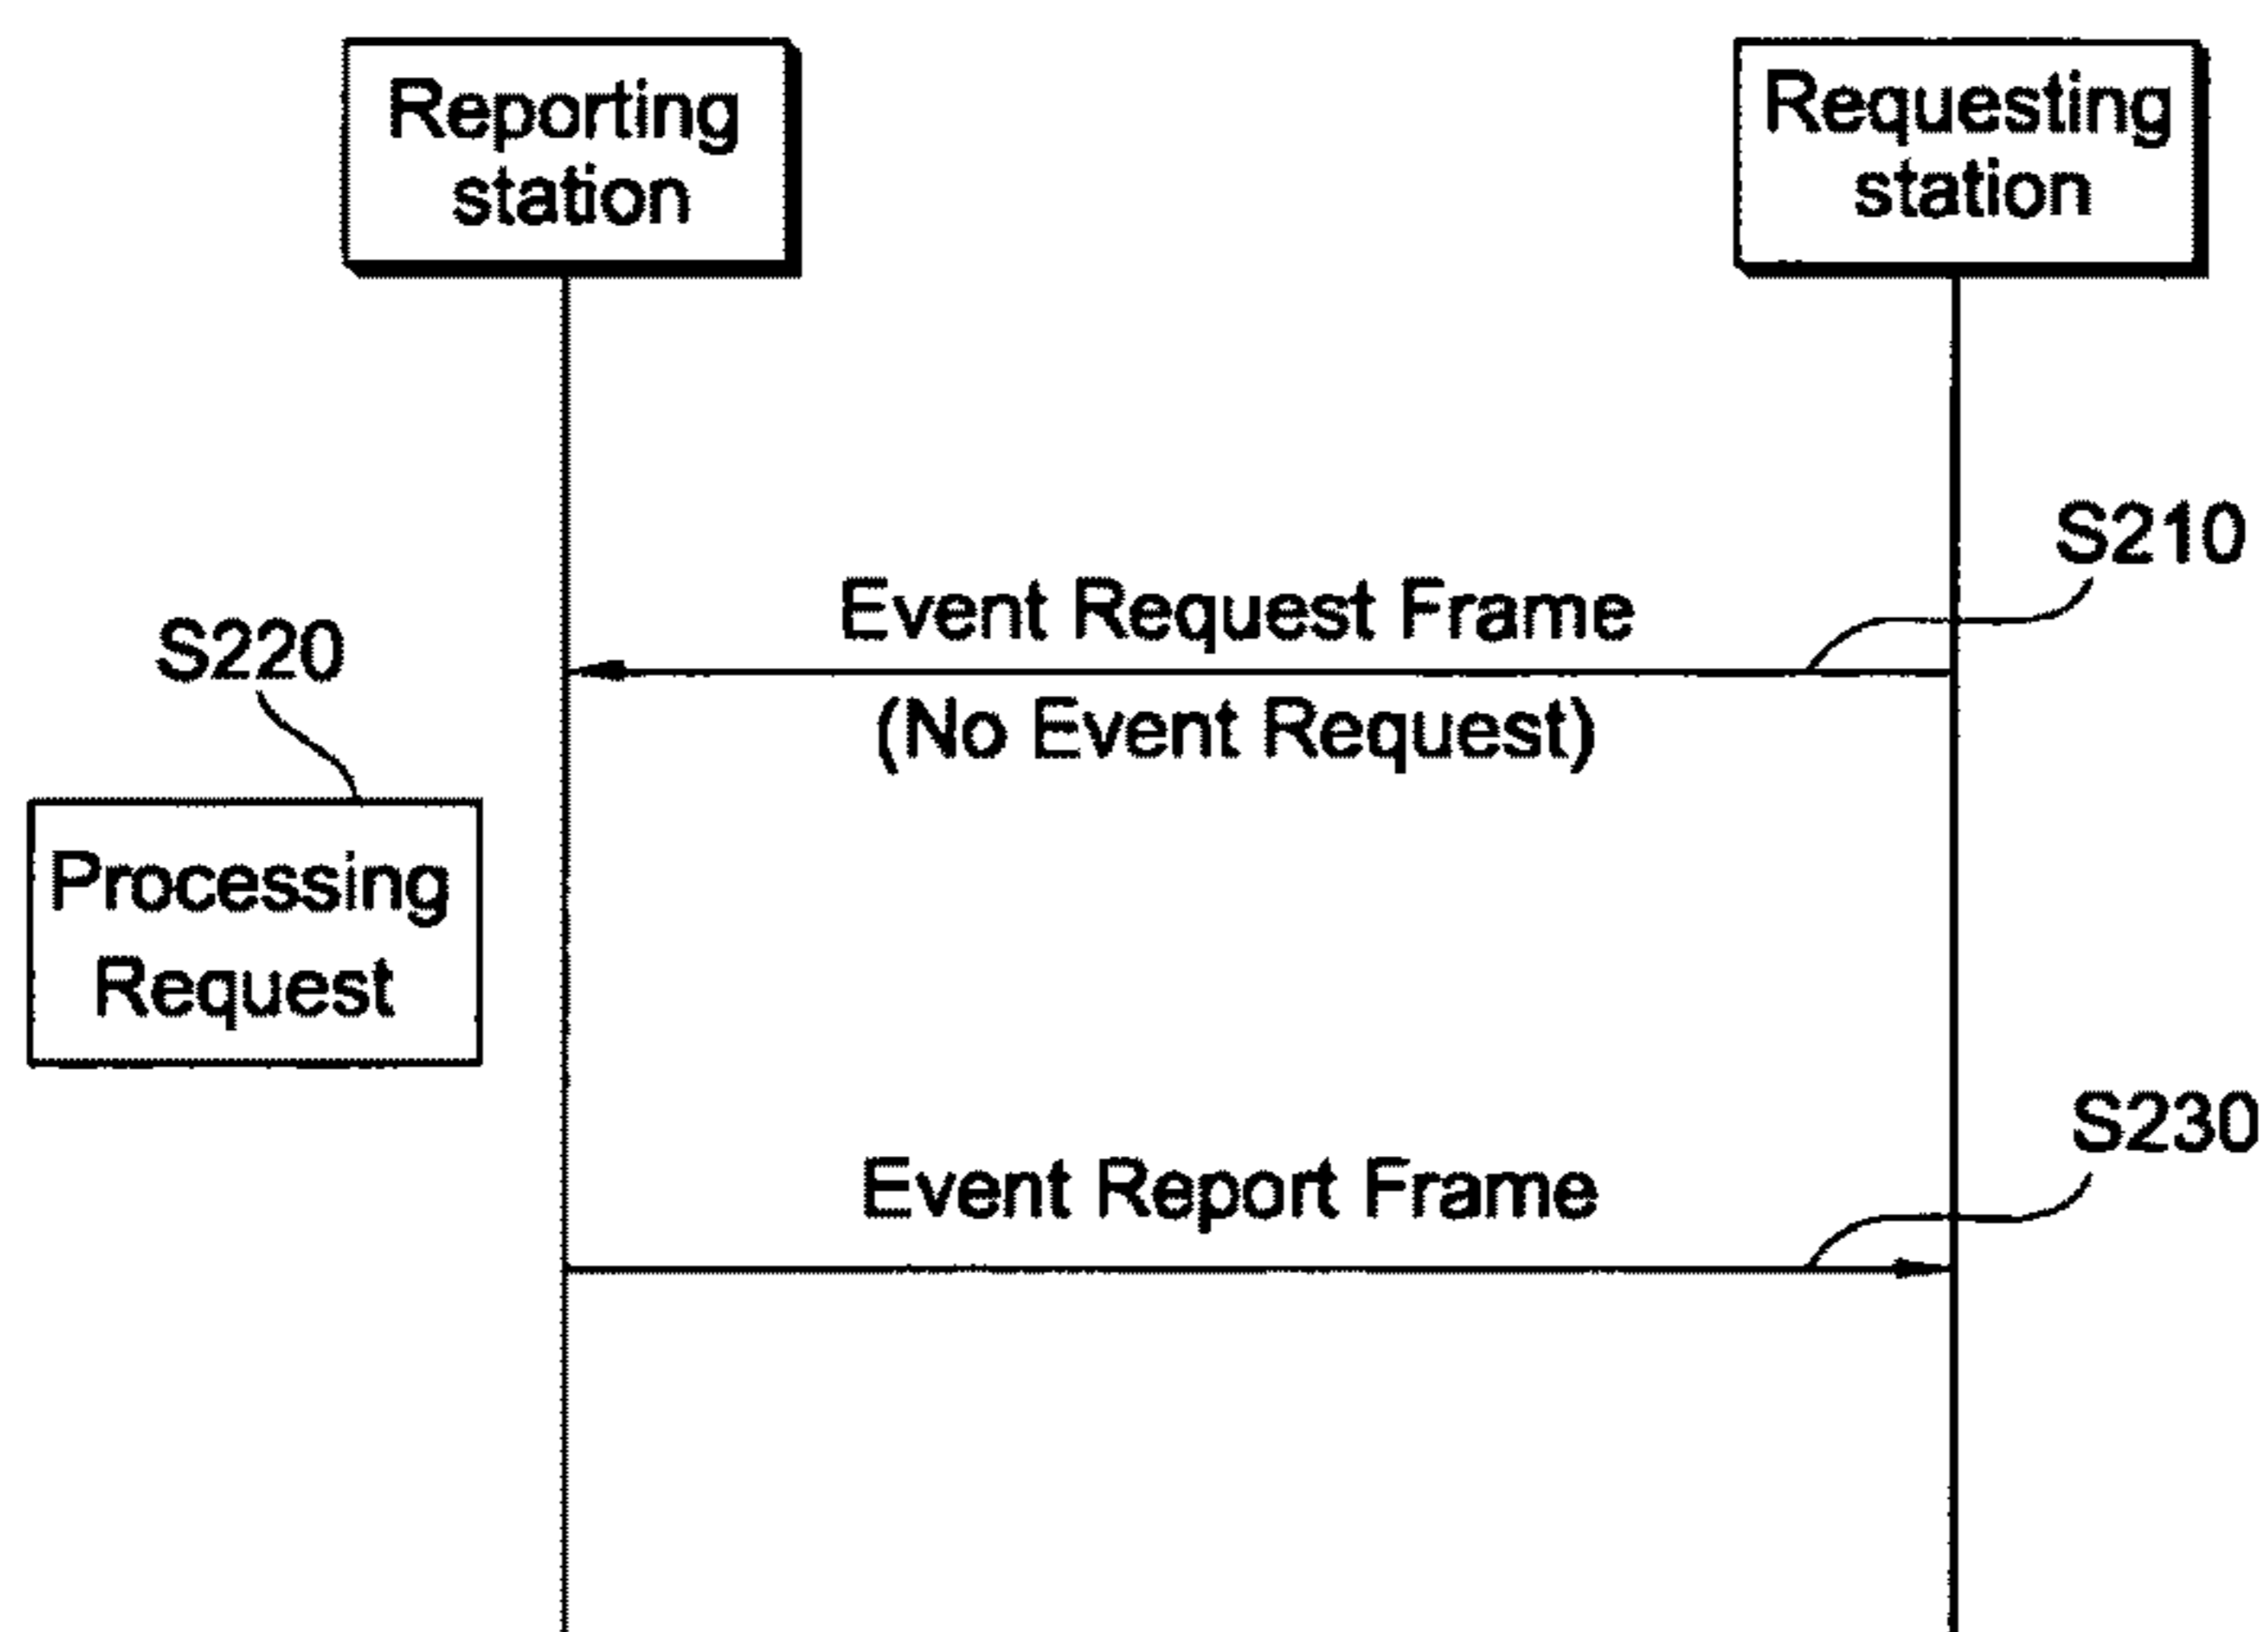 Reporting
station
Requesting
station
S210
Event Request Frame
S220
(No Event Request)
Processing
Request
S230
Event Report Frame